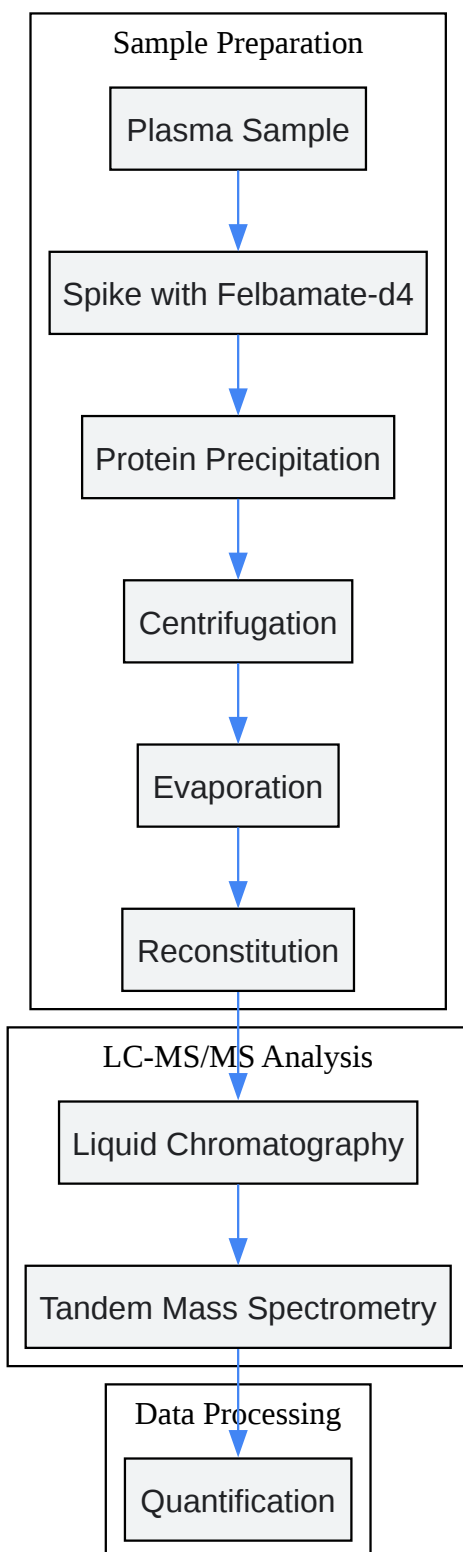 Sample Preparation
Plasma Sample
Spike with Felbamate-d4
Protein Precipitation
Centrifugation
Evaporation
Reconstitution
LC-MS/MS Analysis
Liquid Chromatography
Tandem Mass Spectrometry
Data Processing
Quantification